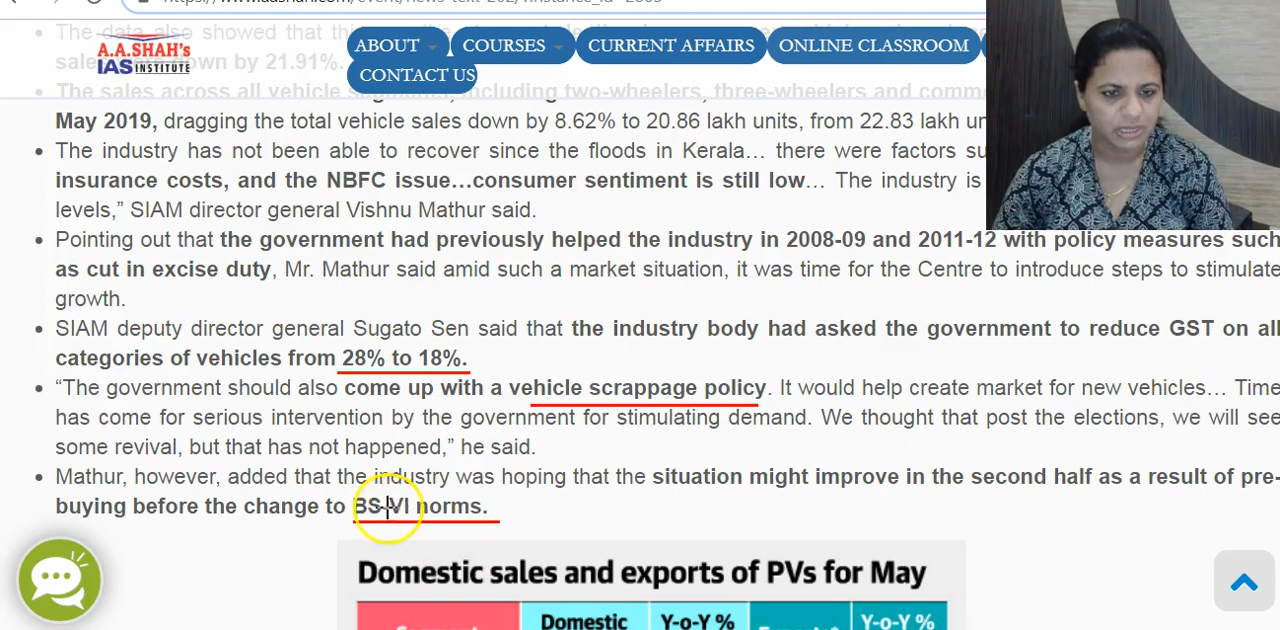 The data also showed that th
A.A.SHAH's
IAS INSTITUTE
ABOUT
COURSES
CURRENT AFFAIRS
ONLINE CLASSROOM
CONTACT US
down by 21.91%.
The sales across all vehicle segments, including two-wheelers, three-wheelers and comm
May 2019, dragging the total vehicle sales down by 8.62% to 20.86 lakh units, from 22.83 lakh un
The industry has not been able to recover since the floods in Kerala… there were factors su
insurance costs, and the NBFC issue…consumer sentiment is still low… The industry is
levels,” SIAM director general Vishnu Mathur said.
Pointing out that the government had previously helped the industry in 2008-09 and 2011-12 with policy measures such
as cut in excise duty, Mr. Mathur said amid such a market situation, it was time for the Centre to introduce steps to stimulate
growth.
SIAM deputy director general Sugato Sen said that the industry body had asked the government to reduce GST on all
categories of vehicles from 28% to 18%.
“The government should also come up with a vehicle scrappage policy. It would help create market for new vehicles… Time
has come for serious intervention by the government for stimulating demand. We thought that post the elections, we will see
some revival, but that has not happened,” he said.
Mathur, however, added that the industry was hoping that the situation might improve in the second half as a result of pre-
buying before the change to BS-VI norms.
Domestic sales and exports of PVs for May
Domestic
Y-o-Y %
Y-o-Y %